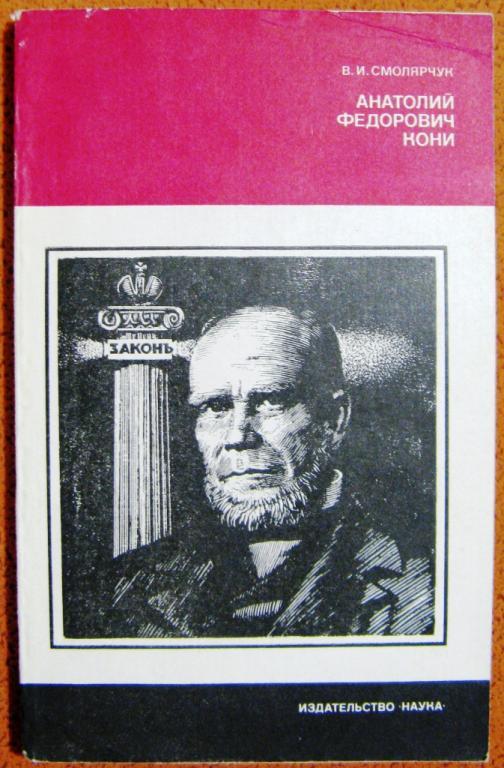 В. И. СМОЛЯРЧУК
АНАТОЛИЙ
ФЕДОРОВИЧ
КОНИ
ЗАКОНЪ
ИЗДАТЕЛЬСТВО «НАУКА»